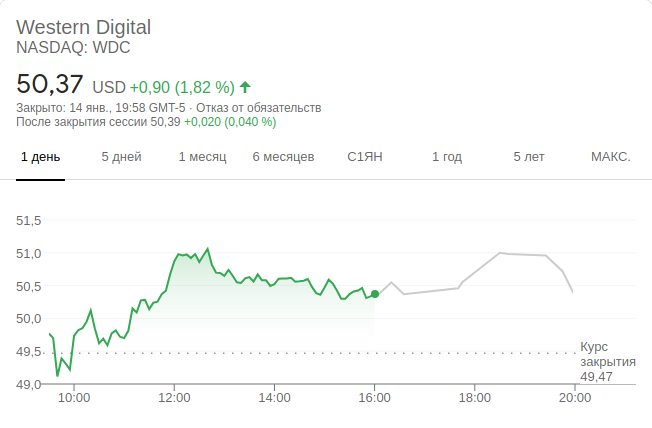 Western Digital
NASDAQ: WDC
50,37 USD +0,90 (1,82 %)
Закрыто: 14 янв., 19:58 GMT-5 · Отказ от обязательств
После закрытия сессии 50,39 +0,020 (0,040 %)
1 день 5 дней 1 месяц 6 месяцев С1ЯН 1 год 5 лет МАКС.
51,5
51,0
50,5
50,0
49,5
49,0
Курс
закрытия
49,47
10:00 12:00 14:00 16:00 18:00 20:00